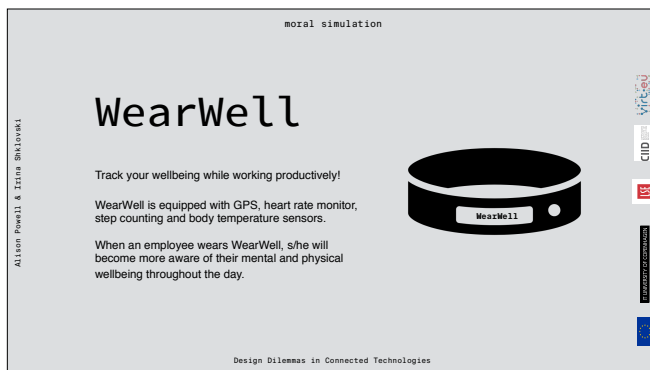 moral simulation
WearWell
Track your wellbeing while working productively!
WearWell is equipped with GPS, heart rate monitor,
step counting and body temperature sensors.
When an employee wears WearWell, s/he will
become more aware of their mental and physical
wellbeing throughout the day.
WearWell
Alison Powell & Irina Shklovski
virt-eu
CIID
LSE
IT UNIVERSITY OF COPENHAGEN
Design Dilemmas in Connected Technologies